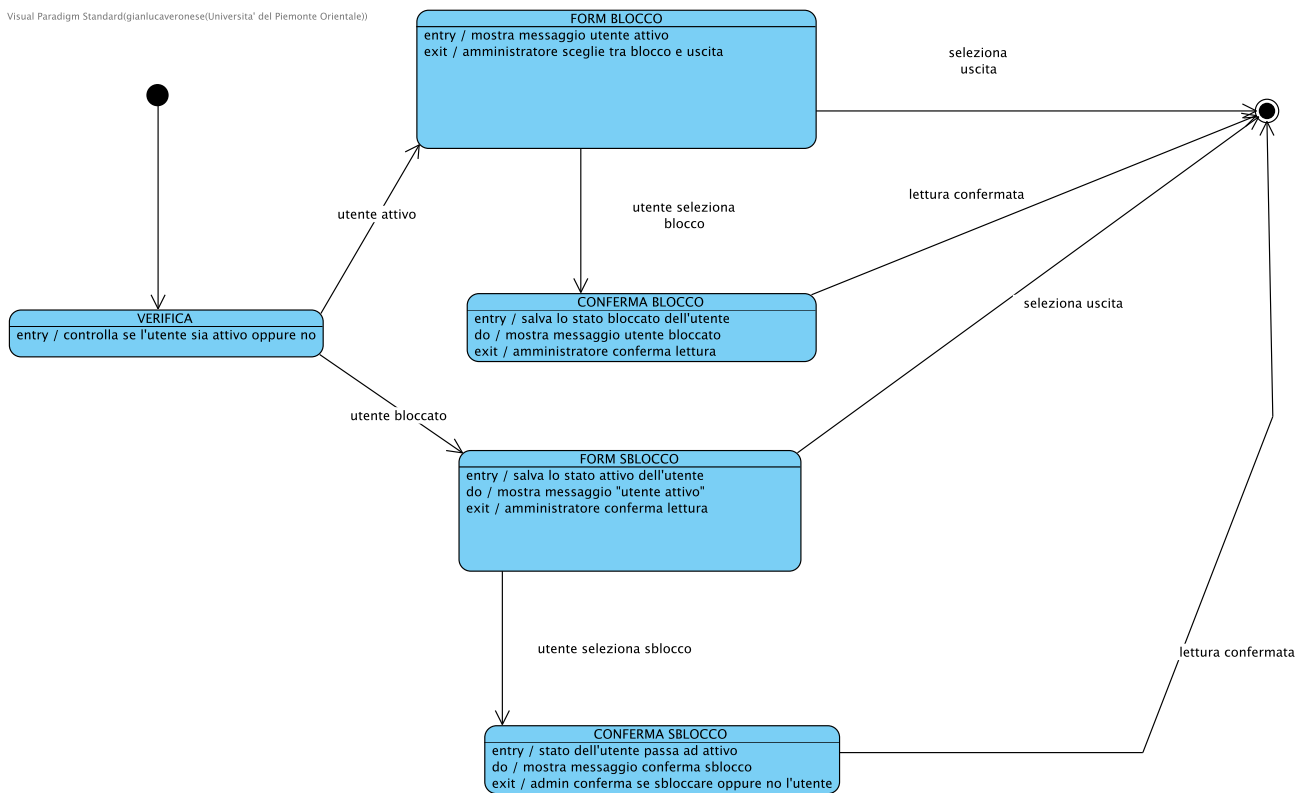 Visual Paradigm Standard(gianlucaveronese(Universita' del Piemonte Orientale))
FORM BLOCCO
entry / mostra messaggio utente attivo
exit / amministratore sceglie tra blocco e uscita
seleziona
uscita
utente attivo
utente seleziona
blocco
lettura confermata
VERIFICA
entry / controlla se l'utente sia attivo oppure no
CONFERMA BLOCCO
entry / salva lo stato bloccato dell'utente
do / mostra messaggio utente bloccato
exit / amministratore conferma lettura
seleziona uscita
utente bloccato
FORM SBLOCCO
entry / salva lo stato attivo dell'utente
do / mostra messaggio "utente attivo"
exit / amministratore conferma lettura
utente seleziona sblocco
lettura confermata
CONFERMA SBLOCCO
entry / stato dell'utente passa ad attivo
do / mostra messaggio conferma sblocco
exit / admin conferma se sbloccare oppure no l'utente